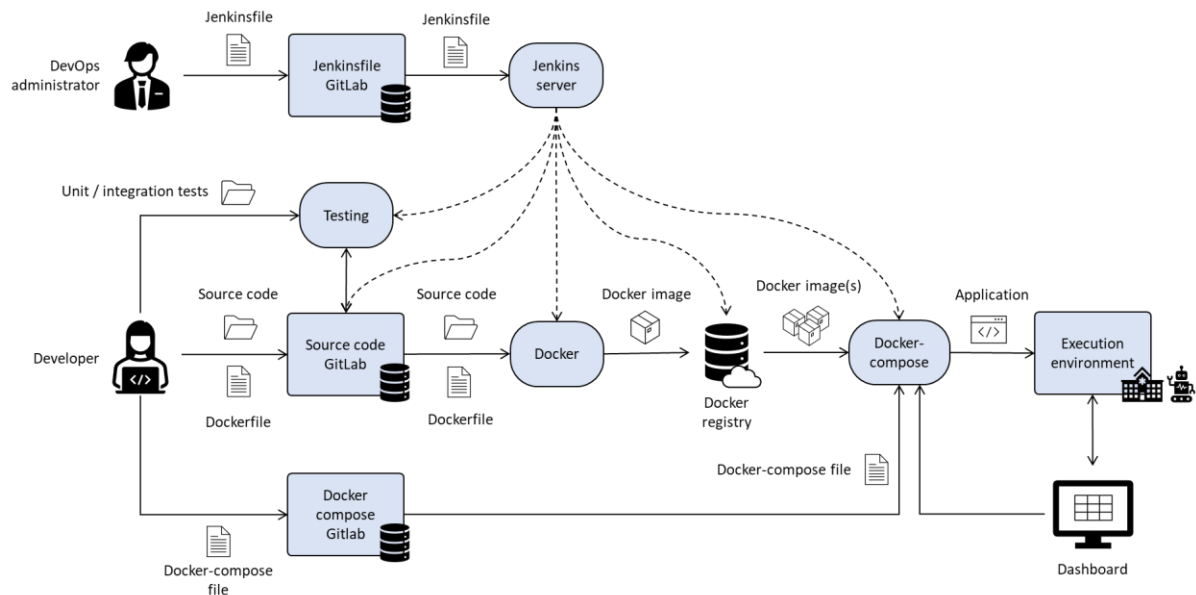 Jenkinsfile
Jenkinsfile
DevOps
administrator
Jenkinsfile
GitLab
Jenkins
server
Unit / integration tests
Testing
Source code
Source code
Docker image
Docker image(s)
Application
Developer
</>
Source code
GitLab
Docker
Docker-
compose
</>
Execution
environment
Dockerfile
Dockerfile
Docker
registry
Docker-compose file
Docker
compose
Gitlab
Docker-compose
file
Dashboard